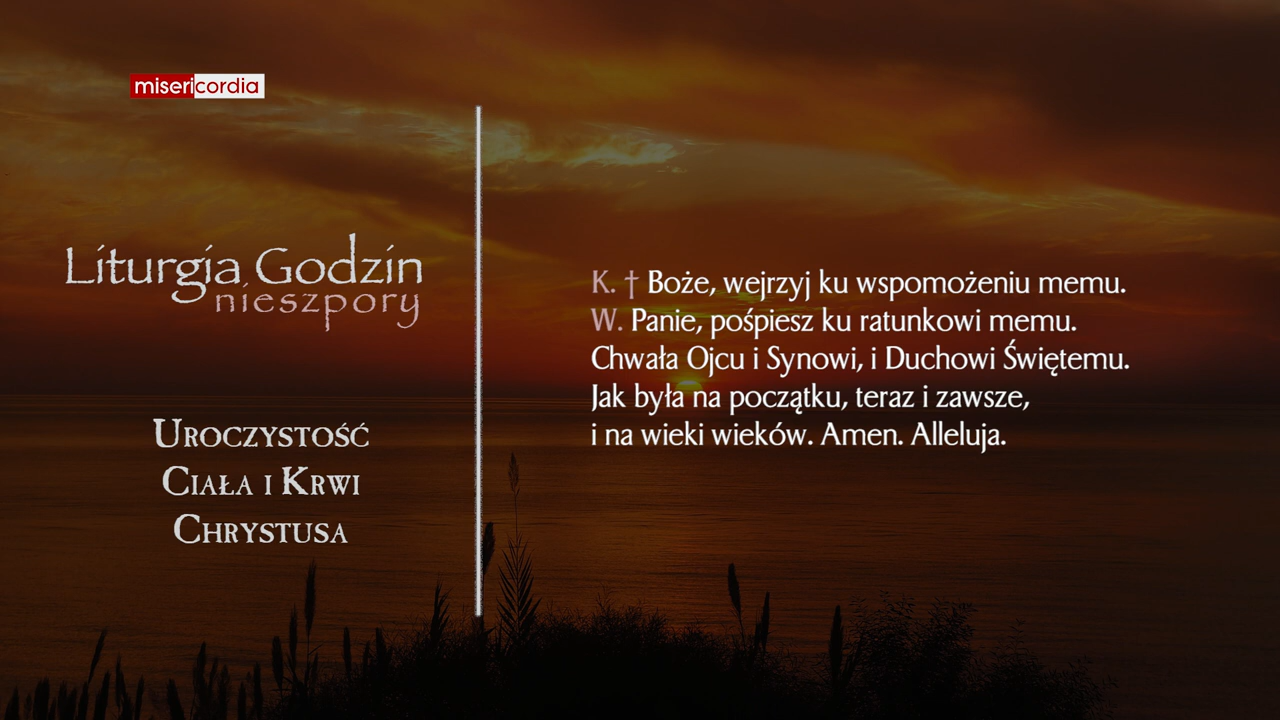 misericordia
Liturgia Godzin
nieszpory
Uroczystość
Ciała i Krwi
Chrystusa
K. † Boże, wejrzyj ku wspomożeniu memu.
W. Panie, pośpiesz ku ratunkowi memu.
Chwała Ojcu i Synowi, i Duchowi Świętemu.
Jak była na początku, teraz i zawsze,
i na wieki wieków. Amen. Alleluja.